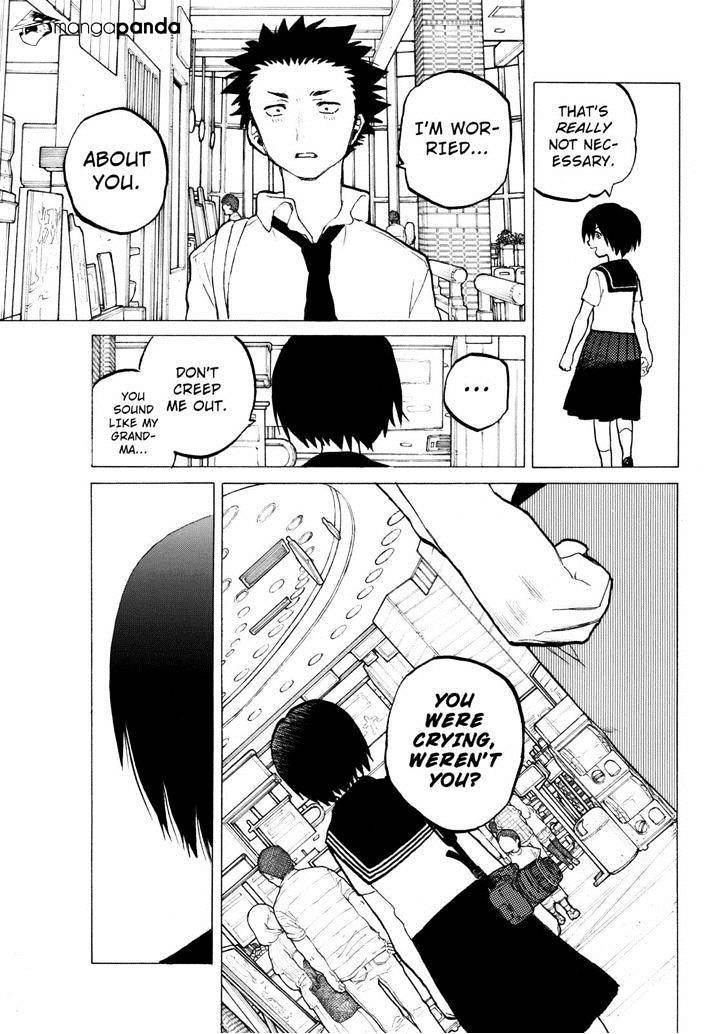 mangapanda
THAT'S
REALLY
NOT NEC-
ESSARY.
I'M WOR-
RIED...
ABOUT
YOU.
...
DON'T
CREEP
ME OUT.
YOU
SOUND
LIKE MY
GRAND-
MA...
YOU
WERE
CRYING,
WEREN'T
YOU?